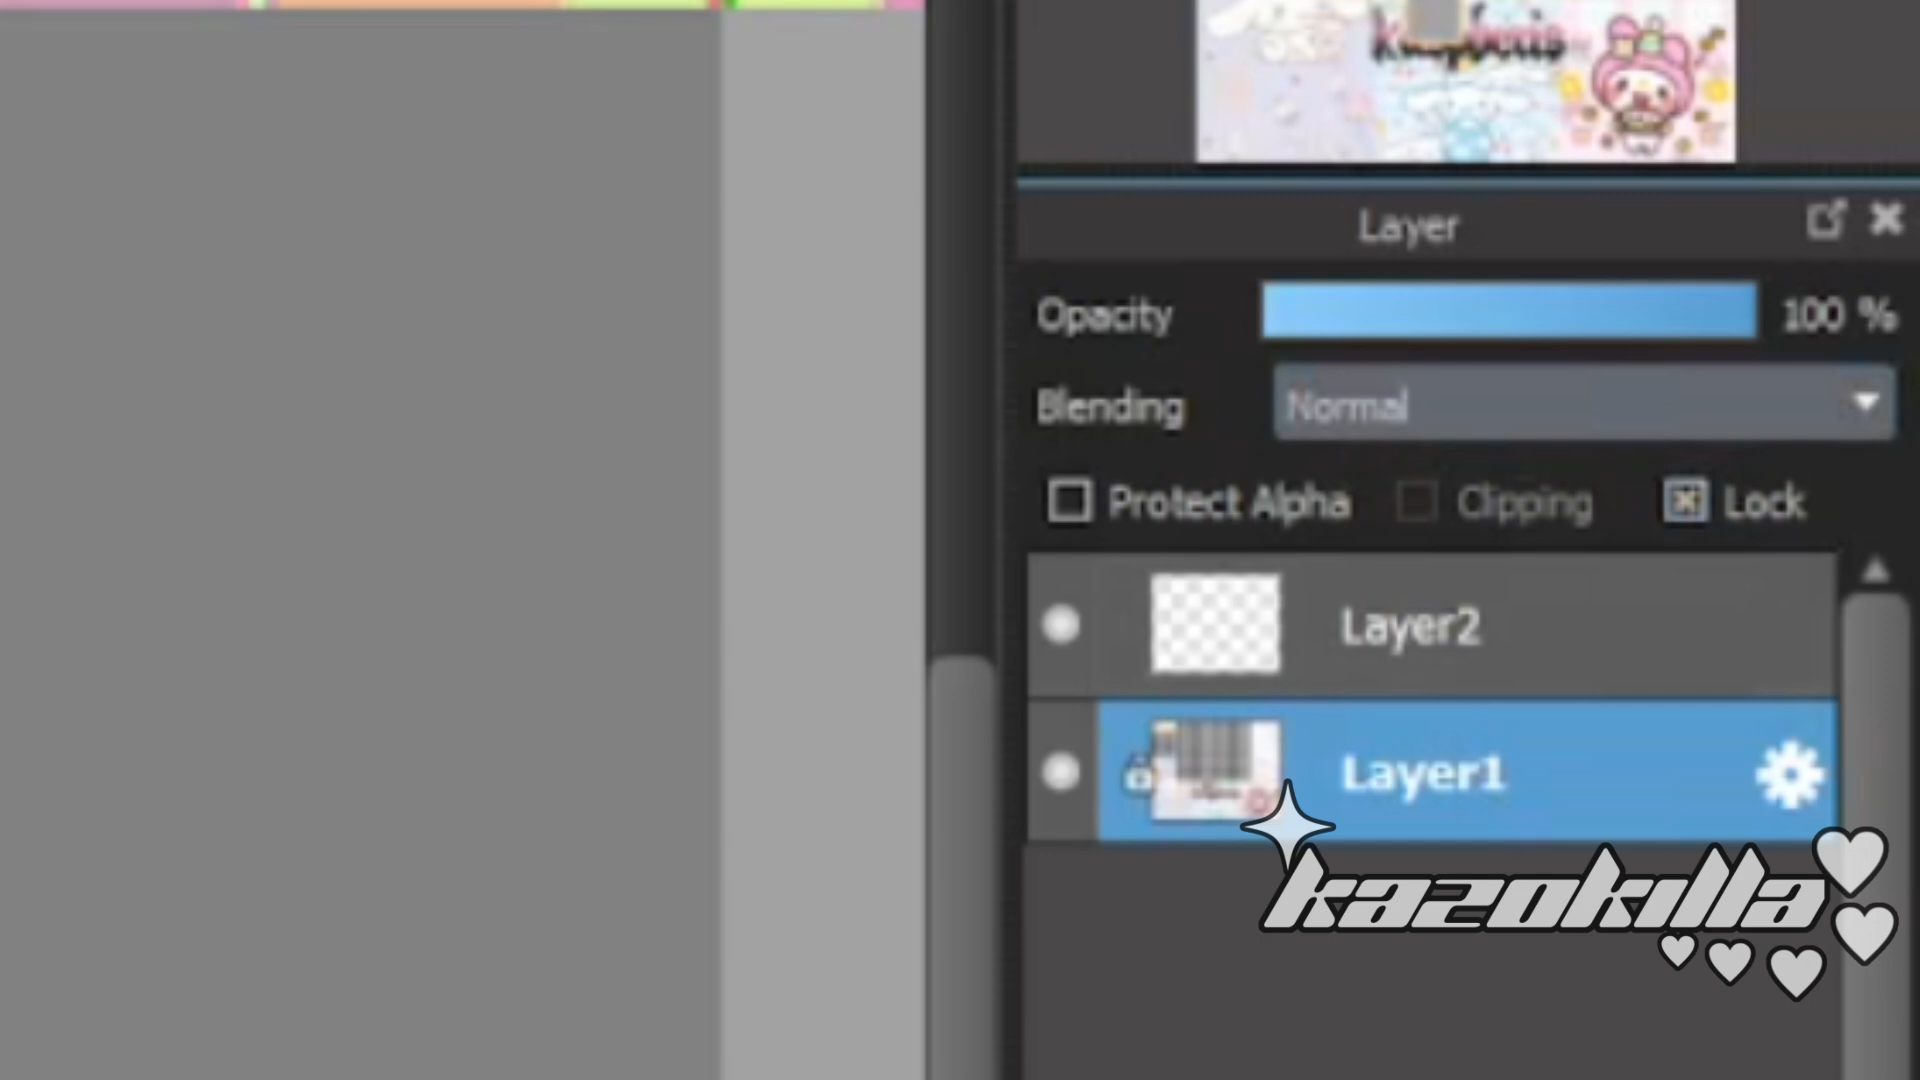 Layer
Opacity 100 %
Blending Normal
Protect Alpha Clipping Lock
Layer2
Layer1
kazokilla